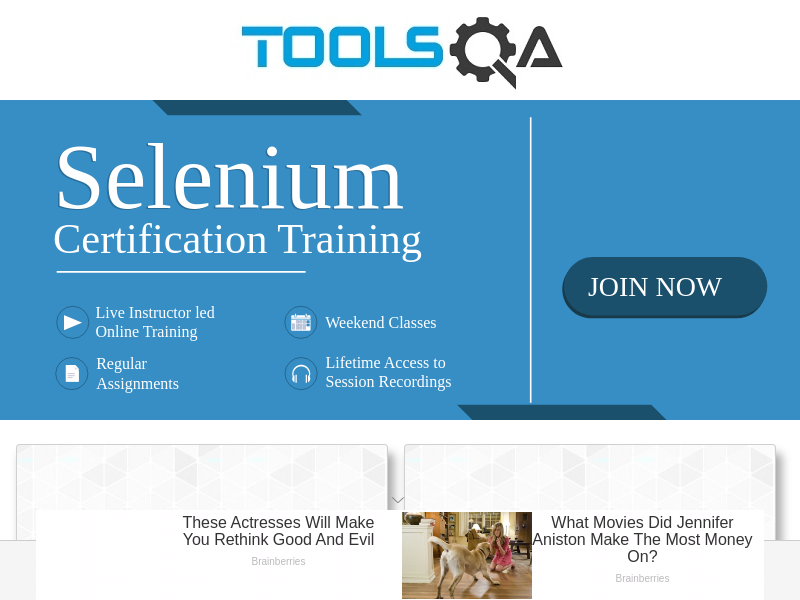 TOOLSQA
Selenium
Certification Training
Live Instructor led
Online Training
Weekend Classes
Regular
Assignments
Lifetime Access to
Session Recordings
JOIN NOW
These Actresses Will Make
You Rethink Good And Evil
Brainberries
What Movies Did Jennifer
Aniston Make The Most Money
On?
Brainberries